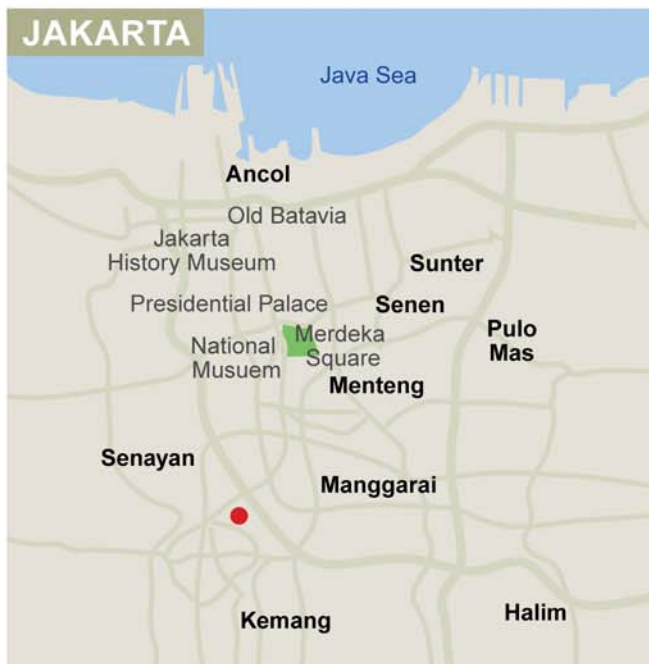 JAKARTA
Java Sea
Ancol
Old Batavia
Jakarta
History Museum
Sunter
Presidential Palace
Senen
Pulo
Mas
National
Musuem
Merdeka
Square
Menteng
Senayan
Manggarai
Kemang
Halim